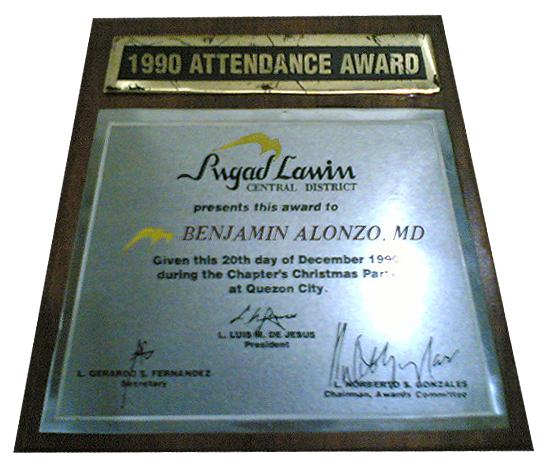 1990 ATTENDANCE AWARD
Pugad Lawin
CENTRAL DISTRICT
presents this award to
BENJAMIN ALONZO, MD
Given this 20th day of December 1990
during the Chapter's Christmas Party
at Quezon City.
L. LUIS M. DE JESUS
President
L. GERARDO S. FERNANDEZ
Secretary
L. NORBERTO S. GONZALES
Chairman, Awards Committee